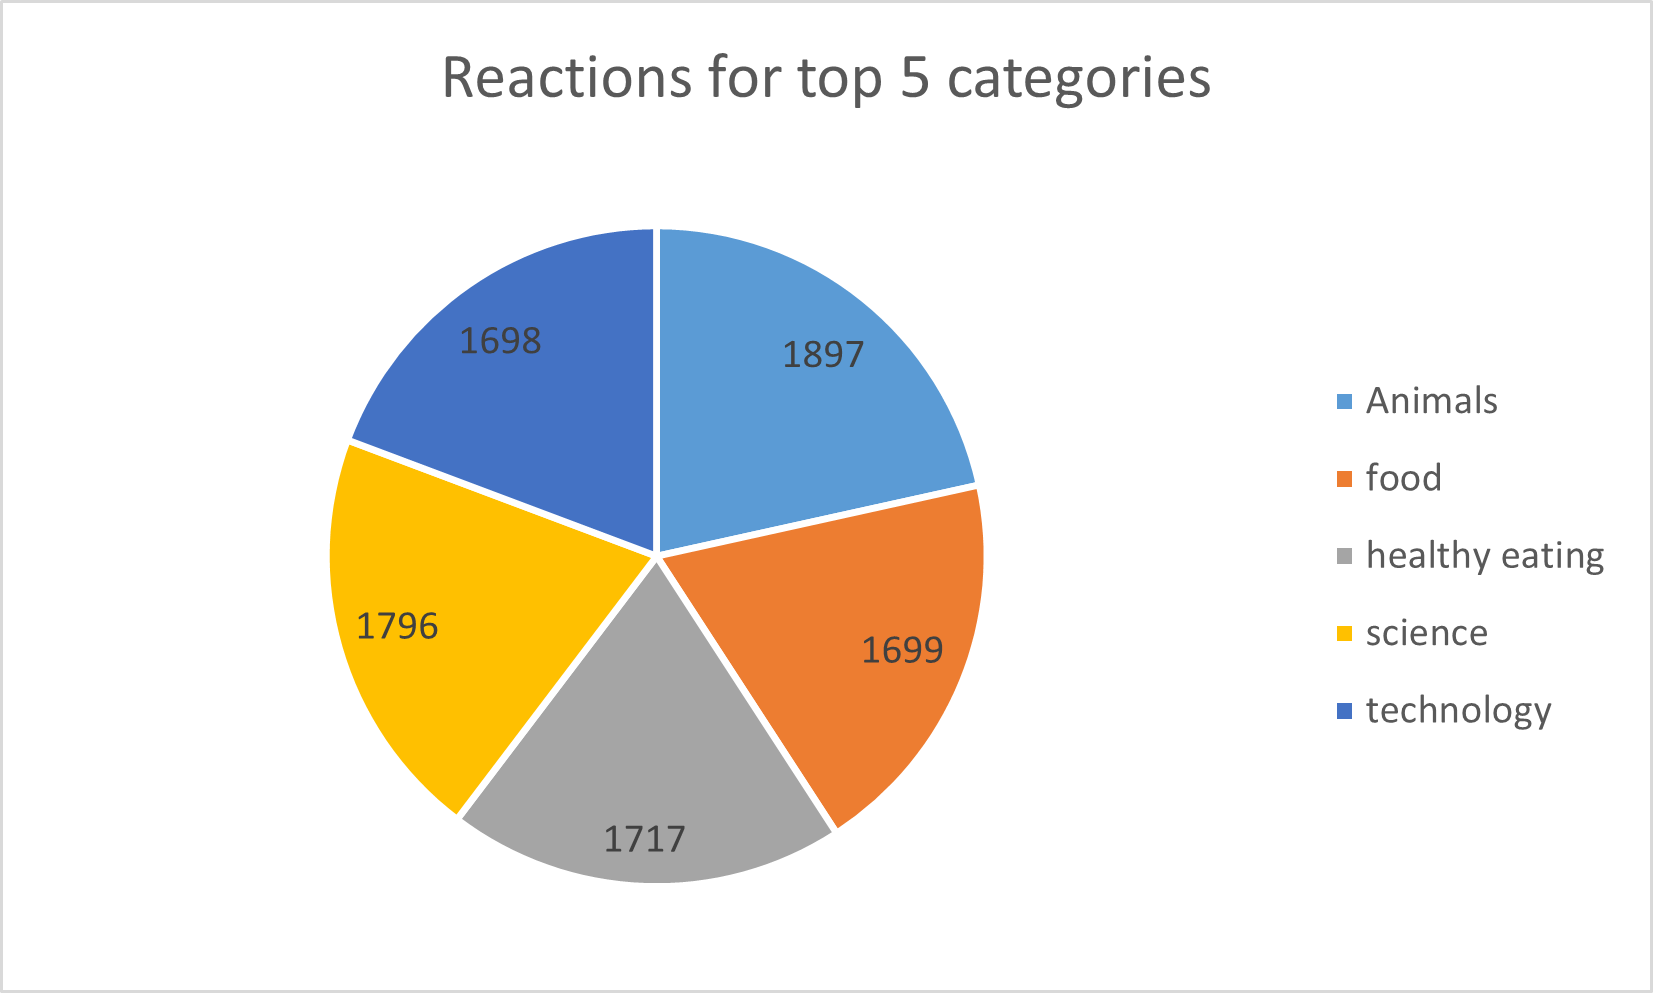 Reactions for top 5 categories
1698
1897
1796
1699
1717
Animals
food
healthy eating
science
technology